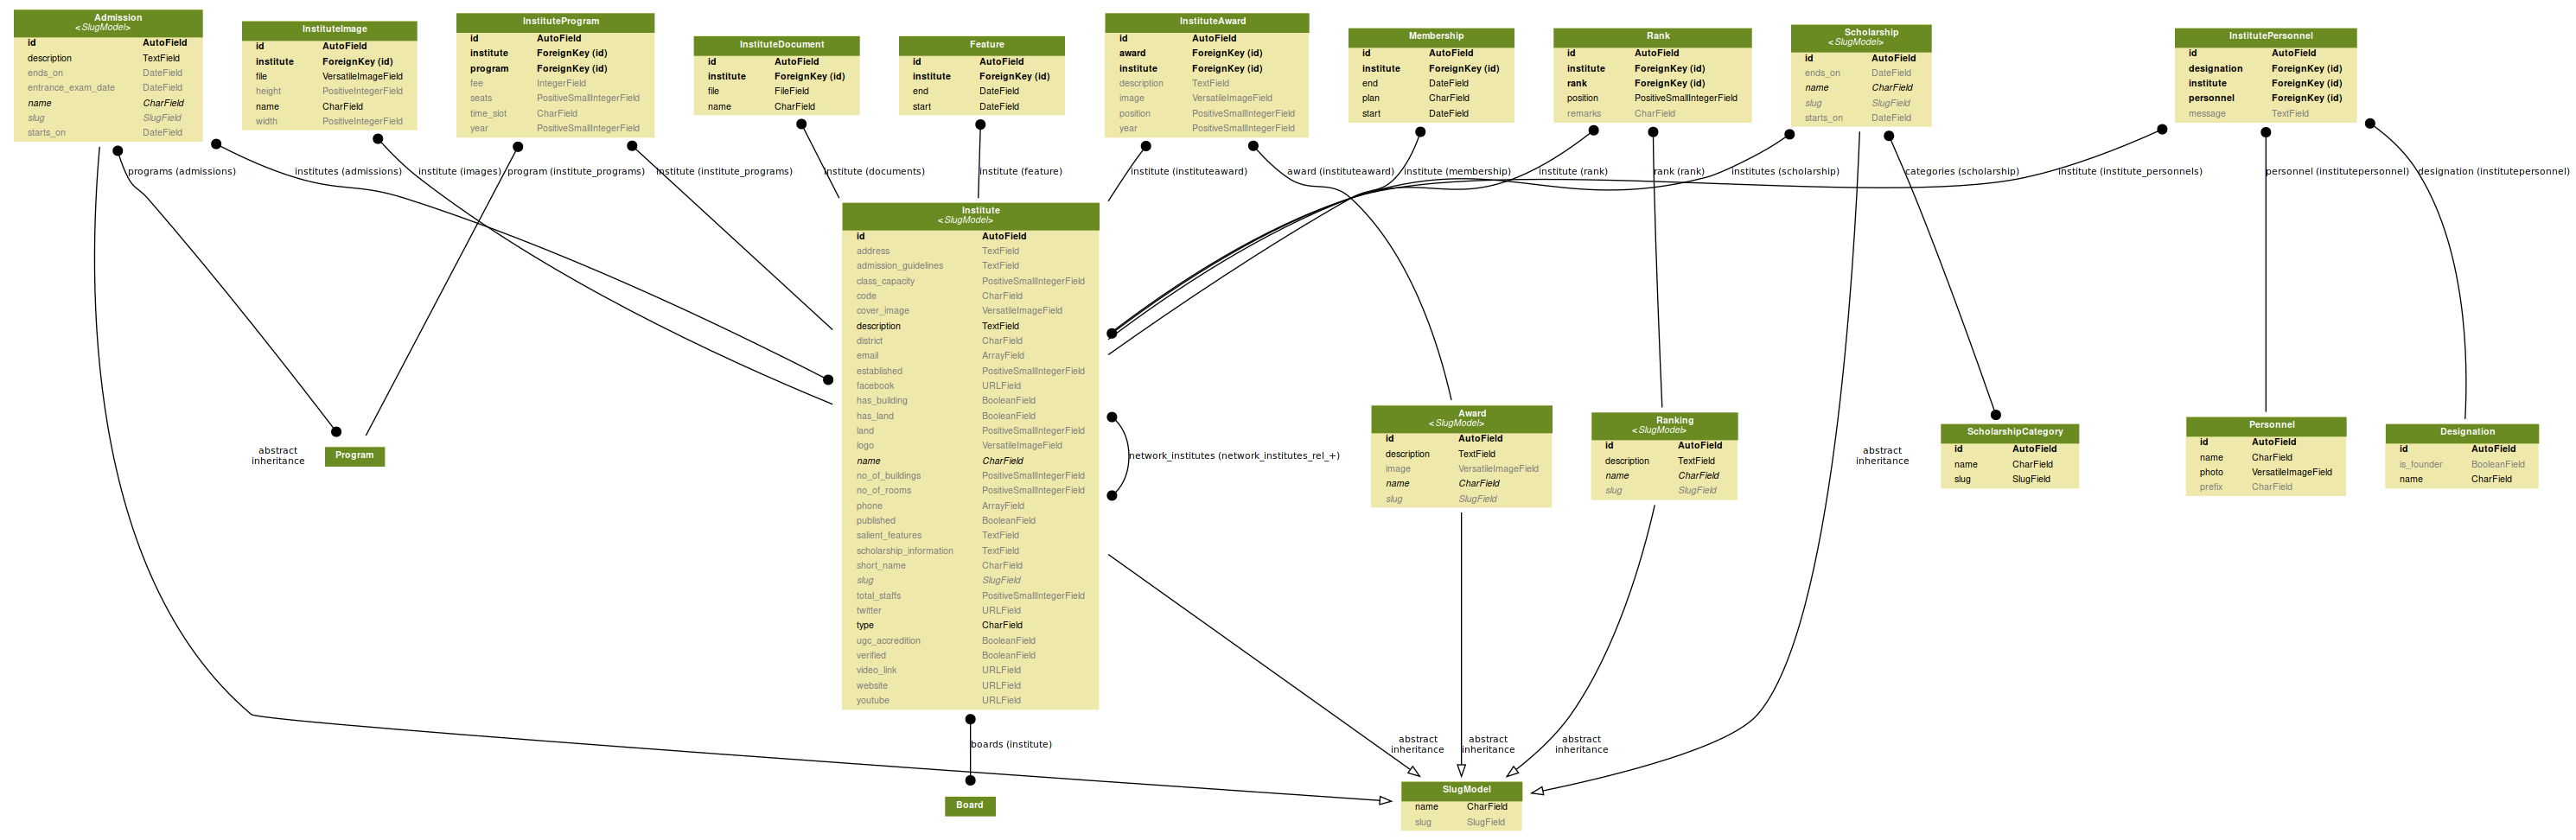 Admission
<SlugModel>
id AutoField
description TextField
ends_on DateField
entrance_exam_date DateField
name CharField
slug SlugField
starts_on DateField
InstituteImage
id AutoField
institute ForeignKey (id)
file VersatileImageField
height PositiveIntegerField
name CharField
width PositiveIntegerField
InstituteProgram
id AutoField
institute ForeignKey (id)
program ForeignKey (id)
fee IntegerField
seats PositiveSmallIntegerField
time_slot CharField
year PositiveSmallIntegerField
InstituteDocument
id AutoField
institute ForeignKey (id)
file FileField
name CharField
Feature
id AutoField
institute ForeignKey (id)
end DateField
start DateField
InstituteAward
id AutoField
award ForeignKey (id)
institute ForeignKey (id)
description TextField
image VersatileImageField
position PositiveSmallIntegerField
year PositiveSmallIntegerField
Membership
id AutoField
institute ForeignKey (id)
end DateField
plan CharField
start DateField
Rank
id AutoField
institute ForeignKey (id)
rank ForeignKey (id)
position PositiveSmallIntegerField
remarks CharField
Scholarship
<SlugModel>
id AutoField
ends_on DateField
name CharField
slug SlugField
starts_on DateField
InstitutePersonnel
id AutoField
designation ForeignKey (id)
institute ForeignKey (id)
personnel ForeignKey (id)
message TextField
programs (admissions)
institutes (admissions)
institute (images)
program (institute_programs)
institute (institute_programs)
institute (documents)
institute (feature)
institute (instituteaward)
award (instituteaward)
institute (membership)
institute (rank)
rank (rank)
institutes (scholarship)
categories (scholarship)
institute (institute_personnels)
personnel (institutepersonnel)
designation (institutepersonnel)
Institute
<SlugModel>
id AutoField
address TextField
admission_guidelines TextField
class_capacity PositiveSmallIntegerField
code CharField
cover_image VersatileImageField
description TextField
district CharField
email ArrayField
established PositiveSmallIntegerField
facebook URLField
has_building BooleanField
has_land BooleanField
land PositiveSmallIntegerField
logo VersatileImageField
name CharField
no_of_buildings PositiveSmallIntegerField
no_of_rooms PositiveSmallIntegerField
phone ArrayField
published BooleanField
salient_features TextField
scholarship_information TextField
short_name CharField
slug SlugField
total_staffs PositiveSmallIntegerField
twitter URLField
type CharField
ugc_accredition BooleanField
verified BooleanField
video_link URLField
website URLField
youtube URLField
abstract
inheritance
Program
network_institutes (network_institutes_rel_+)
Award
<SlugModel>
id AutoField
description TextField
image VersatileImageField
name CharField
slug SlugField
Ranking
<SlugModel>
id AutoField
description TextField
name CharField
slug SlugField
abstract
inheritance
ScholarshipCategory
id AutoField
name CharField
slug SlugField
Personnel
id AutoField
name CharField
photo VersatileImageField
prefix CharField
Designation
id AutoField
is_founder BooleanField
name CharField
boards (institute)
abstract
inheritance
abstract
inheritance
abstract
inheritance
Board
SlugModel
name CharField
slug SlugField